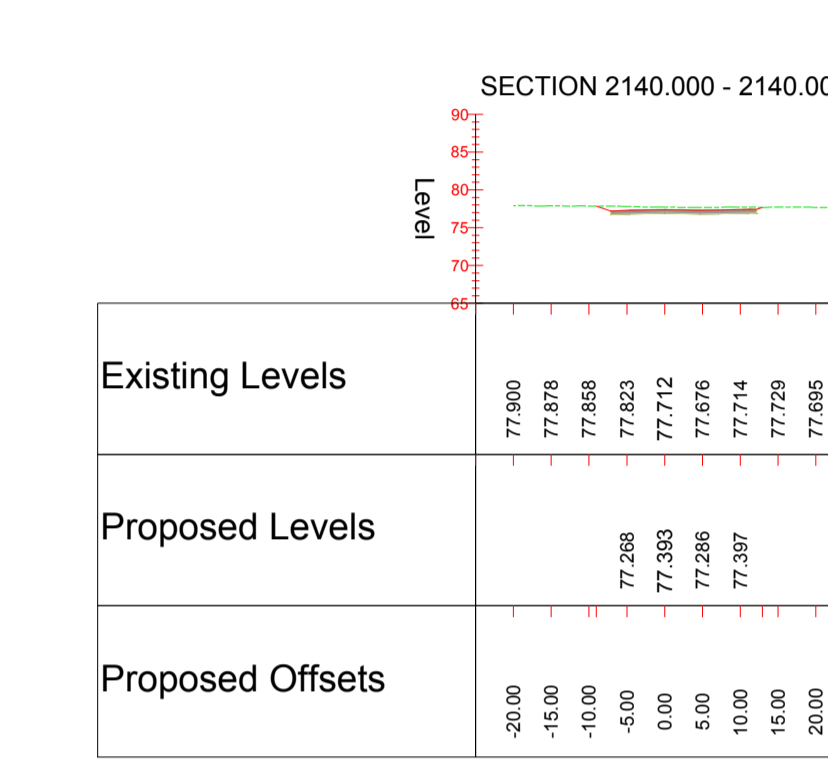 SECTION 2140.000 - 2140.00
90
85
80
75
70
65
Level
Existing Levels
77.900 77.878 77.858 77.823 77.712 77.676 77.714 77.729 77.695
Proposed Levels
77.268 77.393 77.286 77.397
Proposed Offsets
-20.00 -15.00 -10.00 -5.00 0.00 5.00 10.00 15.00 20.00